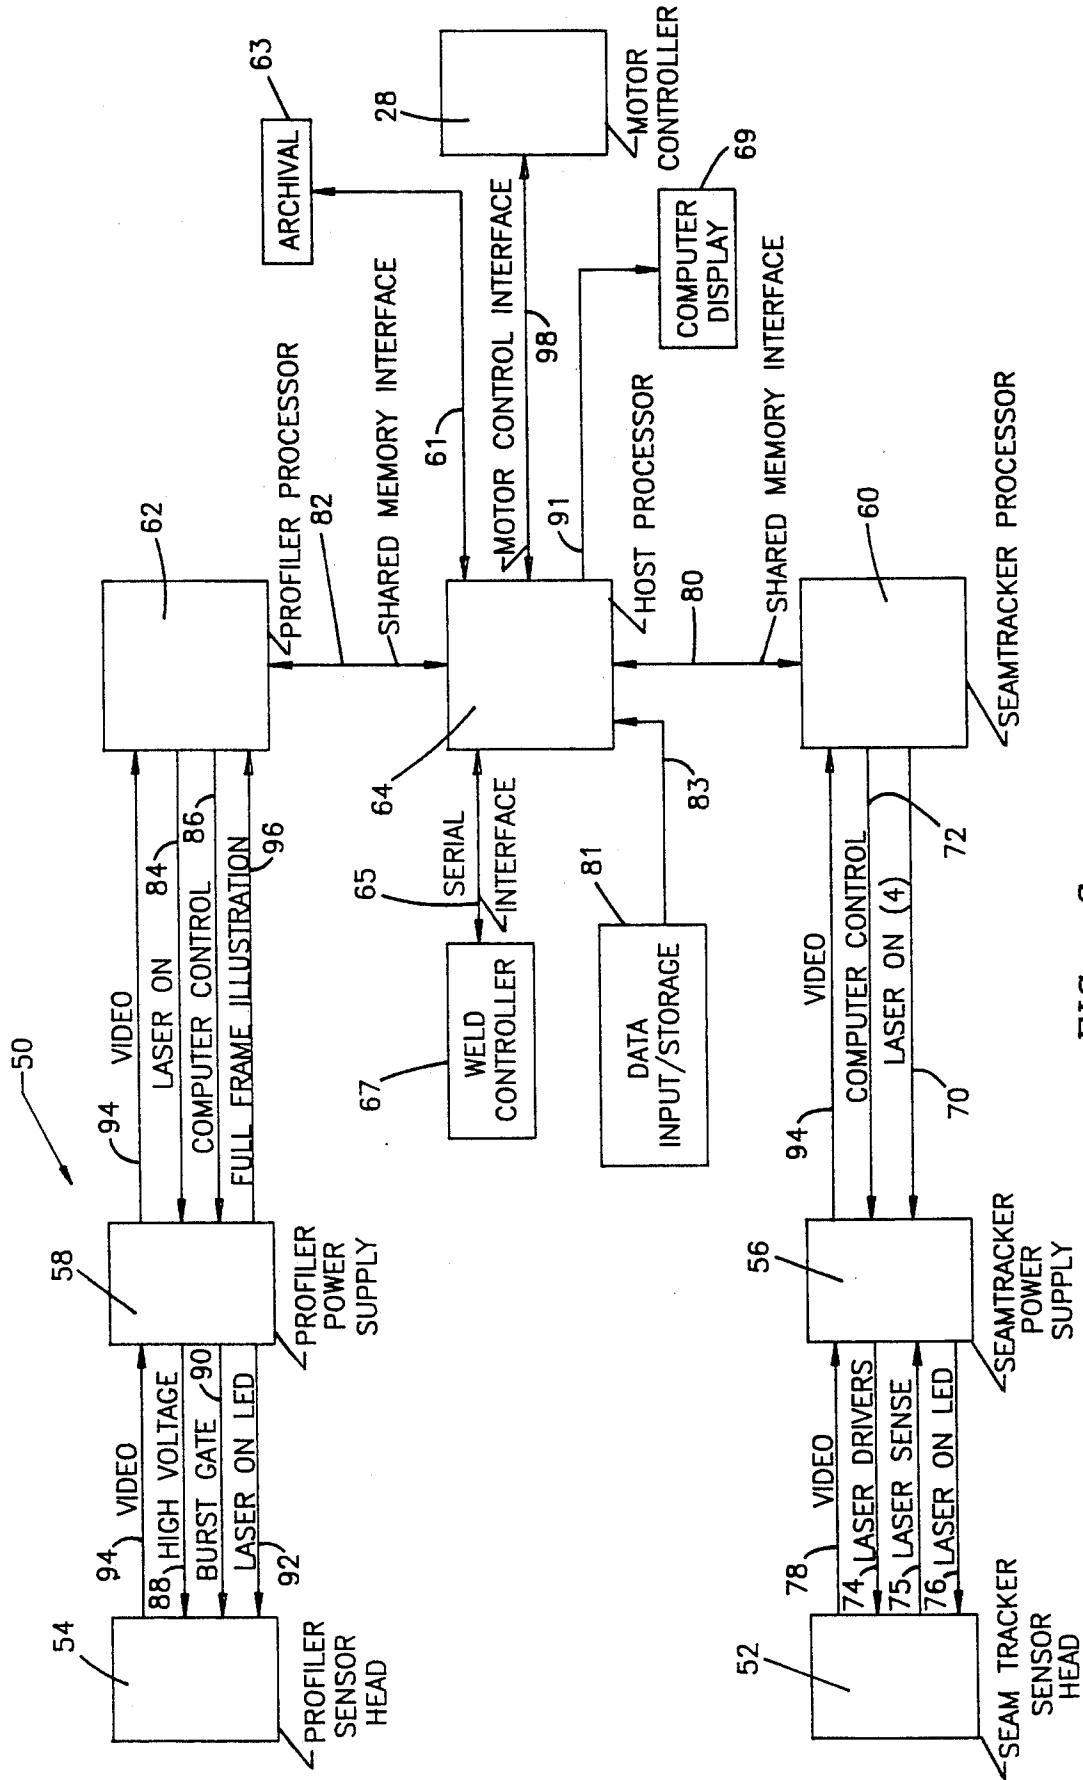 50
54
PROFILER
SENSOR
HEAD
94
VIDEO
88
HIGH VOLTAGE
BURST GATE
90
LASER ON LED
92
58
PROFILER
POWER
SUPPLY
94
VIDEO
LASER ON
84
COMPUTER CONTROL
86
FULL FRAME ILLUSTRATION
96
62
PROFILER PROCESSOR
82
SHARED MEMORY INTERFACE
ARCHIVAL
63
61
67
WELD
CONTROLLER
65
SERIAL
INTERFACE
64
HOST PROCESSOR
MOTOR CONTROL INTERFACE
98
28
MOTOR
CONTROLLER
91
COMPUTER
DISPLAY
69
DATA
INPUT/STORAGE
81
83
80
SHARED MEMORY INTERFACE
52
SEAM TRACKER
SENSOR
HEAD
78
VIDEO
74
LASER DRIVERS
75
LASER SENSE
76
LASER ON LED
56
SEAMTRACKER
POWER
SUPPLY
94
VIDEO
COMPUTER CONTROL
72
LASER ON (4)
70
60
SEAMTRACKER PROCESSOR